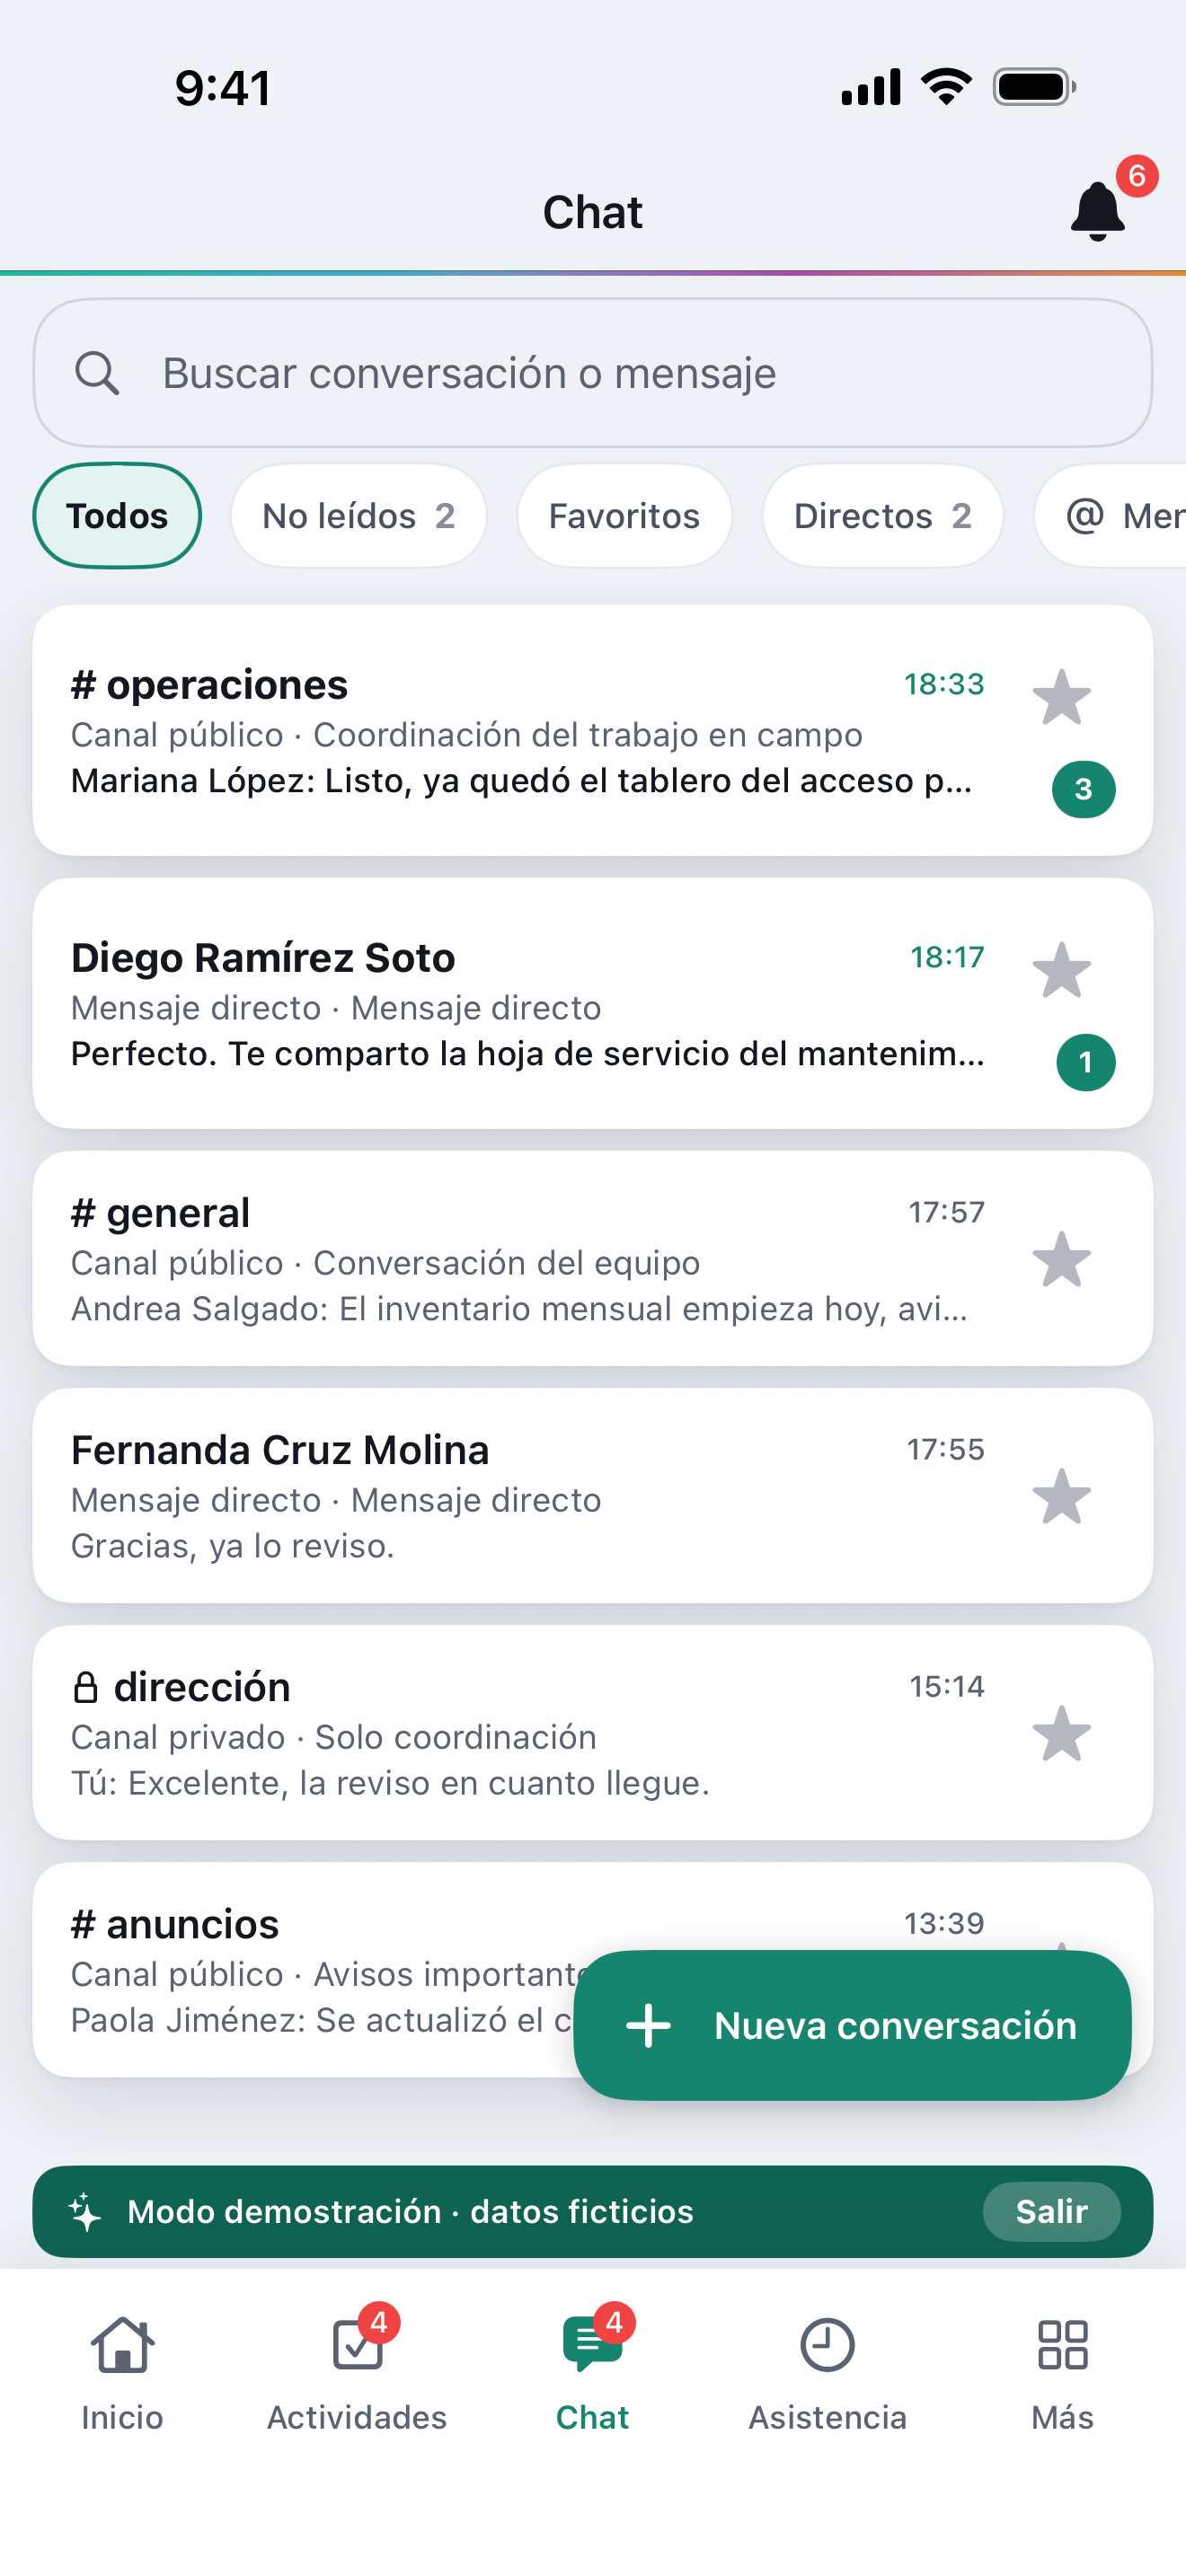 9:41
Chat
6
Buscar conversación o mensaje
Todos
No leídos 2
Favoritos
Directos 2
@
# operaciones
18:33
Canal público · Coordinación del trabajo en campo
Mariana López: Listo, ya quedó el tablero del acceso p...
3
Diego Ramírez Soto
18:17
Mensaje directo · Mensaje directo
Perfecto. Te comparto la hoja de servicio del mantenim...
1
# general
17:57
Canal público · Conversación del equipo
Andrea Salgado: El inventario mensual empieza hoy, avi...
Fernanda Cruz Molina
17:55
Mensaje directo · Mensaje directo
Gracias, ya lo reviso.
dirección
15:14
Canal privado · Solo coordinación
Tú: Excelente, la reviso en cuanto llegue.
# anuncios
13:39
Canal público · Avisos
Paola Jiménez: Se actualizó el
Nueva conversación
Modo demostración · datos ficticios
Salir
4
4
Inicio
Actividades
Chat
Asistencia
Más